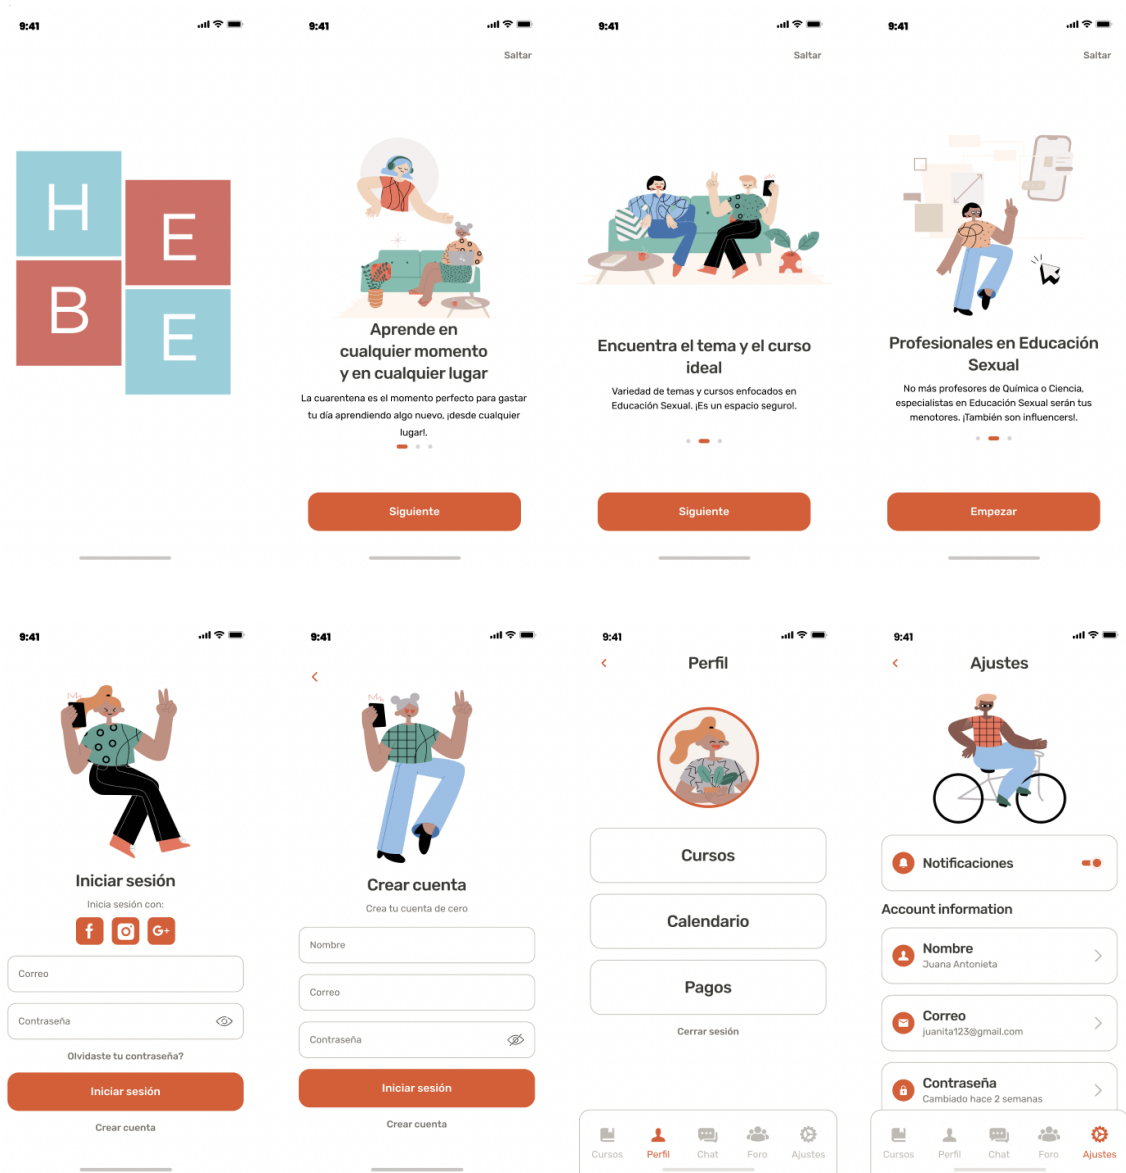 9:41
H
E
B
E
9:41
Saltar
Aprende en
cualquier momento
y en cualquier lugar
La cuarentena es el momento perfecto para gastar
tu día aprendiendo algo nuevo, ¡desde cualquier
lugar!.
Siguiente
9:41
Saltar
Encuentra el tema y el curso
ideal
Variedad de temas y cursos enfocados en
Educación Sexual. ¡Es un espacio seguro!.
Siguiente
9:41
Saltar
Profesionales en Educación
Sexual
No más profesores de Química o Ciencia,
especialistas en Educación Sexual serán tus
menotores. ¡También son influencers!.
Empezar
9:41
Iniciar sesión
Inicia sesión con:
f
G+
Correo
Contraseña
Olvidaste tu contraseña?
Iniciar sesión
Crear cuenta
9:41
Crear cuenta
Crea tu cuenta de cero
Nombre
Correo
Contraseña
Iniciar sesión
Crear cuenta
9:41
Perfil
Cursos
Calendario
Pagos
Cerrar sesión
Cursos
Perfil
Chat
Foro
Ajustes
9:41
Ajustes
Notificaciones
Account information
Nombre
Juana Antonieta
Correo
juanita123@gmail.com
Contraseña
Cambiado hace 2 semanas
Cursos
Perfil
Chat
Foro
Ajustes